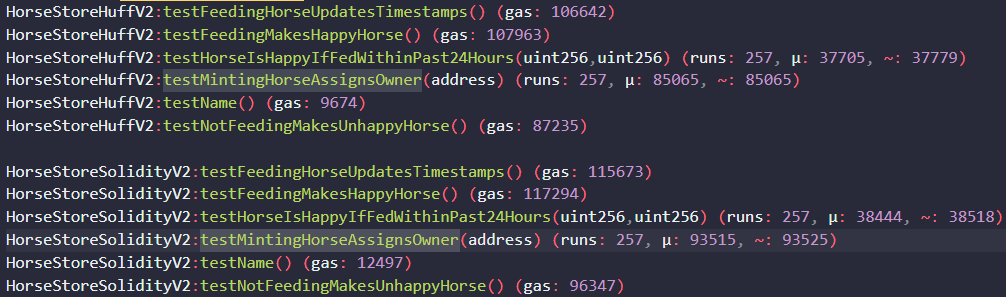 HorseStoreHuffV2:testFeedingHorseUpdatesTimestamps() (gas: 106642)
HorseStoreHuffV2:testFeedingMakesHappyHorse() (gas: 107963)
HorseStoreHuffV2:testHorseIsHappyIfFedWithinPast24Hours(uint256,uint256) (runs: 257, μ: 37705, ~: 37779)
HorseStoreHuffV2:testMintingHorseAssignsOwner(address) (runs: 257, μ: 85065, ~: 85065)
HorseStoreHuffV2:testName() (gas: 9674)
HorseStoreHuffV2:testNotFeedingMakesUnhappyHorse() (gas: 87235)
HorseStoreSolidityV2:testFeedingHorseUpdatesTimestamps() (gas: 115673)
HorseStoreSolidityV2:testFeedingMakesHappyHorse() (gas: 117294)
HorseStoreSolidityV2:testHorseIsHappyIfFedWithinPast24Hours(uint256,uint256) (runs: 257, μ: 38444, ~: 38518)
HorseStoreSolidityV2:testMintingHorseAssignsOwner(address) (runs: 257, μ: 93515, ~: 93525)
HorseStoreSolidityV2:testName() (gas: 12497)
HorseStoreSolidityV2:testNotFeedingMakesUnhappyHorse() (gas: 96347)